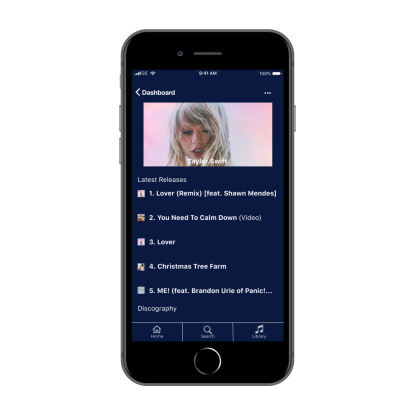 GS 9:41 AM 100%
Dashboard
Taylor Swift
Latest Releases
1. Lover (Remix) [feat. Shawn Mendes]
2. You Need To Calm Down (Video)
3. Lover
4. Christmas Tree Farm
5. ME! (feat. Brandon Urie of Panic!...
Discography
Home Search Library